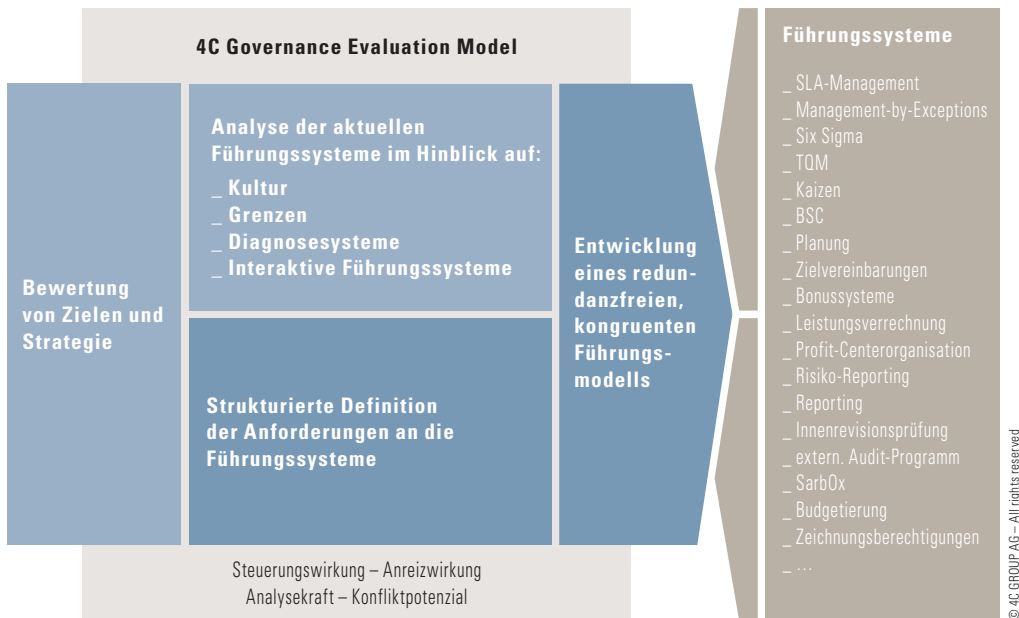 4C Governance Evaluation Model
Bewertung
von Zielen und
Strategie
Analyse der aktuellen
Führungssysteme im Hinblick auf:
_ Kultur
_ Grenzen
_ Diagnosesysteme
_ Interaktive Führungssysteme
Strukturierte Definition
der Anforderungen an die
Führungssysteme
Entwicklung
eines redun-
danzfreien,
kongruenten
Führungs-
modells
Steuerungswirkung – Anreizwirkung
Analysekraft – Konfliktpotenzial
Führungssysteme
_ SLA-Management
_ Management-by-Exceptions
_ Six Sigma
_ TQM
_ Kaizen
_ BSC
_ Planung
_ Zielvereinbarungen
_ Bonussysteme
_ Leistungsverrechnung
_ Profit-Centerorganisation
_ Risiko-Reporting
_ Reporting
_ Innenrevisionsprüfung
_ extern. Audit-Programm
_ SarbOx
_ Budgetierung
_ Zeichnungsberechtigungen
_ …
© 4C GROUP AG – All rights reserved